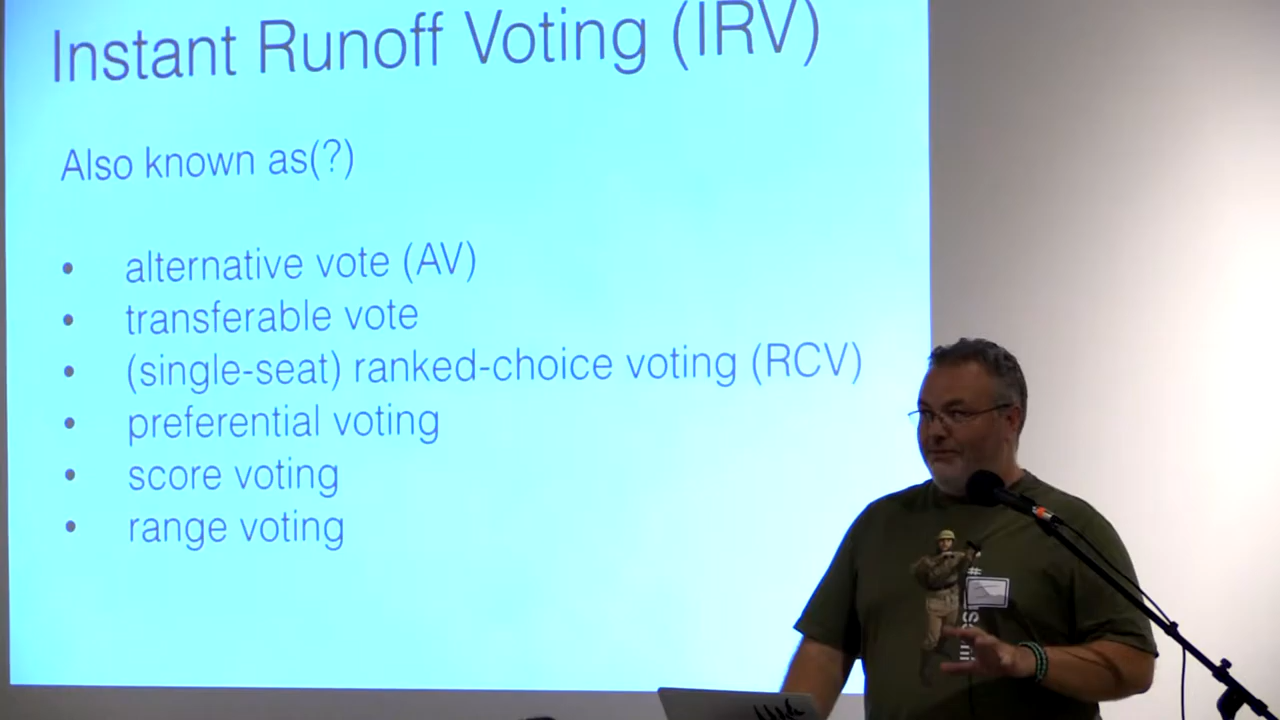 Instant Runoff Voting (IRV)
Also known as(?)
• alternative vote (AV)
• transferable vote
• (single-seat) ranked-choice voting (RCV)
• preferential voting
• score voting
• range voting